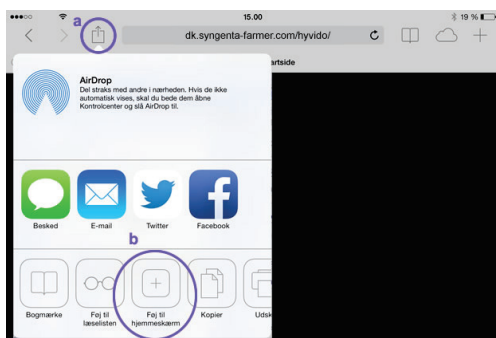 15.00
19 %
a
dk.syngenta-farmer.com/hyvido/
artside
AirDrop
Del straks med andre i nærheden. Hvis de ikke
automatisk vises, skal du bede dem åbne
Kontrolcenter og slå AirDrop til.
Besked
E-mail
Twitter
Facebook
b
Bogmærke
Føj til
læselisten
Føj til
hjemmeskærm
Kopier
Udsk